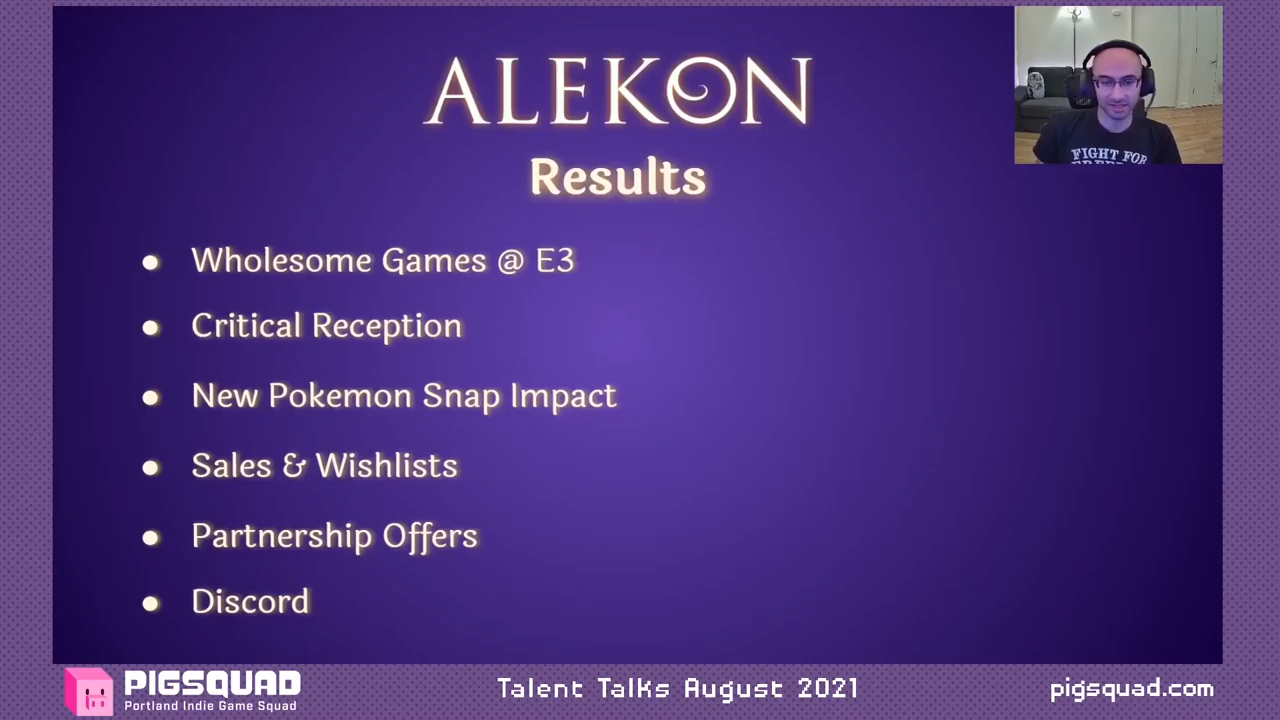 ALEKON
Results
Wholesome Games @ E3
Critical Reception
New Pokemon Snap Impact
Sales & Wishlists
Partnership Offers
Discord
FIGHT FOR
PIGSQUAD
Portland Indie Game Squad
Talent Talks August 2021
pigsquad.com